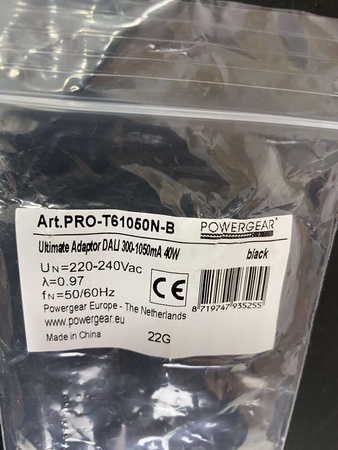 Art.PRO-T61050N-B
POWERGEAR
Ultimate Adaptor DALI 300-1050mA 40W
black
UN=220-240Vac
λ=0.97
CE
fN=50/60Hz
8 719747 935255
Powergear Europe - The Netherlands
www.powergear.eu
Made in China
22G